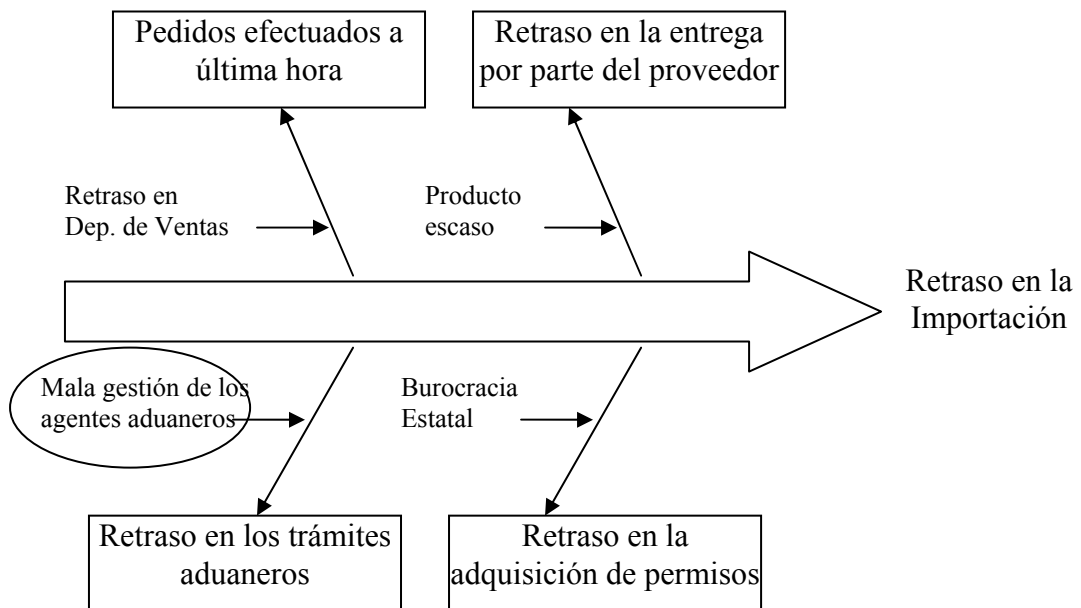 Pedidos efectuados a
última hora
Retraso en la entrega
por parte del proveedor
Retraso en
Dep. de Ventas
Producto
escaso
Retraso en la
Importación
Mala gestión de los
agentes aduaneros
Burocracia
Estatal
Retraso en los trámites
aduaneros
Retraso en la
adquisición de permisos